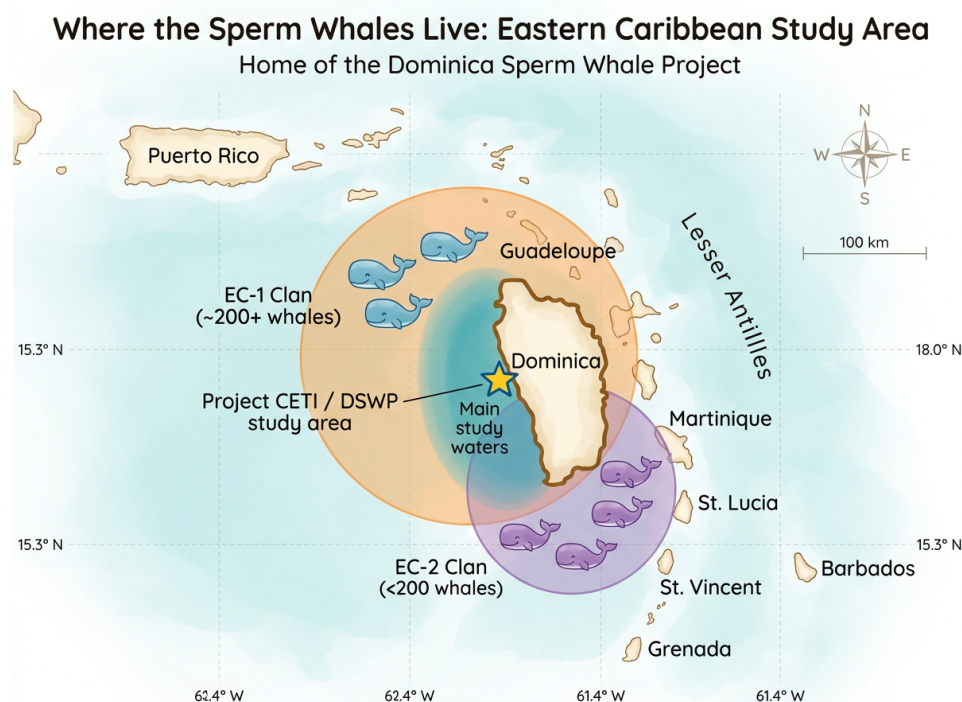 Where the Sperm Whales Live: Eastern Caribbean Study Area
Home of the Dominica Sperm Whale Project
N
W
E
S
Puerto Rico
100 km
Lesser Antillles
Guadeloupe
EC-1 Clan
(~200+ whales)
15.3° N
18.0° N
Dominica
Project CETI / DSWP
study area
Main
study
waters
Martinique
St. Lucia
15.3° N
15.3° N
EC-2 Clan
(<200 whales)
Barbados
St. Vincent
Grenada
62.4° W
62.4° W
61.4° W
61.4° W